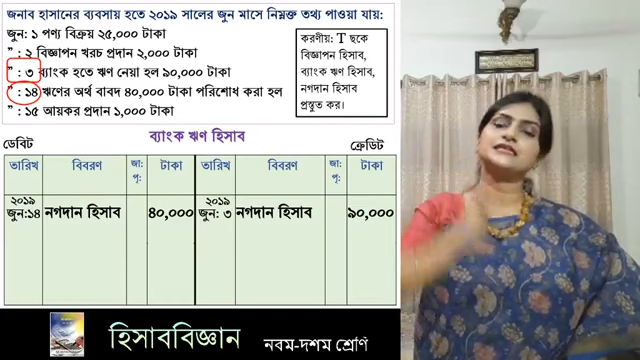 জনাব হাসানের ব্যবসায় হতে ২০১৯ সালের জুন মাসে নিম্নক্ত তথ্য পাওয়া যায়:
জুন: ১ পণ্য বিক্রয় ২৫,০০০ টাকা
” : ২ বিজ্ঞাপন খরচ প্রদান ২,০০০ টাকা
” : ৩ ব্যাংক হতে ঋণ নেয়া হল ৯০,০০০ টাকা
” : ১৪ ঋণের অর্থ বাবদ ৪০,০০০ টাকা পরিশোধ করা হল
” : ১৫ আয়কর প্রদান ১,০০০ টাকা
করণীয়: T ছকে
বিজ্ঞাপন হিসাব,
ব্যাংক ঋণ হিসাব,
নগদান হিসাব
প্রস্তুত কর।
ডেবিট ব্যাংক ঋণ হিসাব ক্রেডিট
তারিখ বিবরণ জা: পৃ: টাকা তারিখ বিবরণ জা: পৃ: টাকা
২০১৯ ২০১৯
জুন:১৪ নগদান হিসাব ৪০,০০০ জুন: ৩ নগদান হিসাব ৯০,০০০
হিসাববিজ্ঞান নবম-দশম শ্রেণি